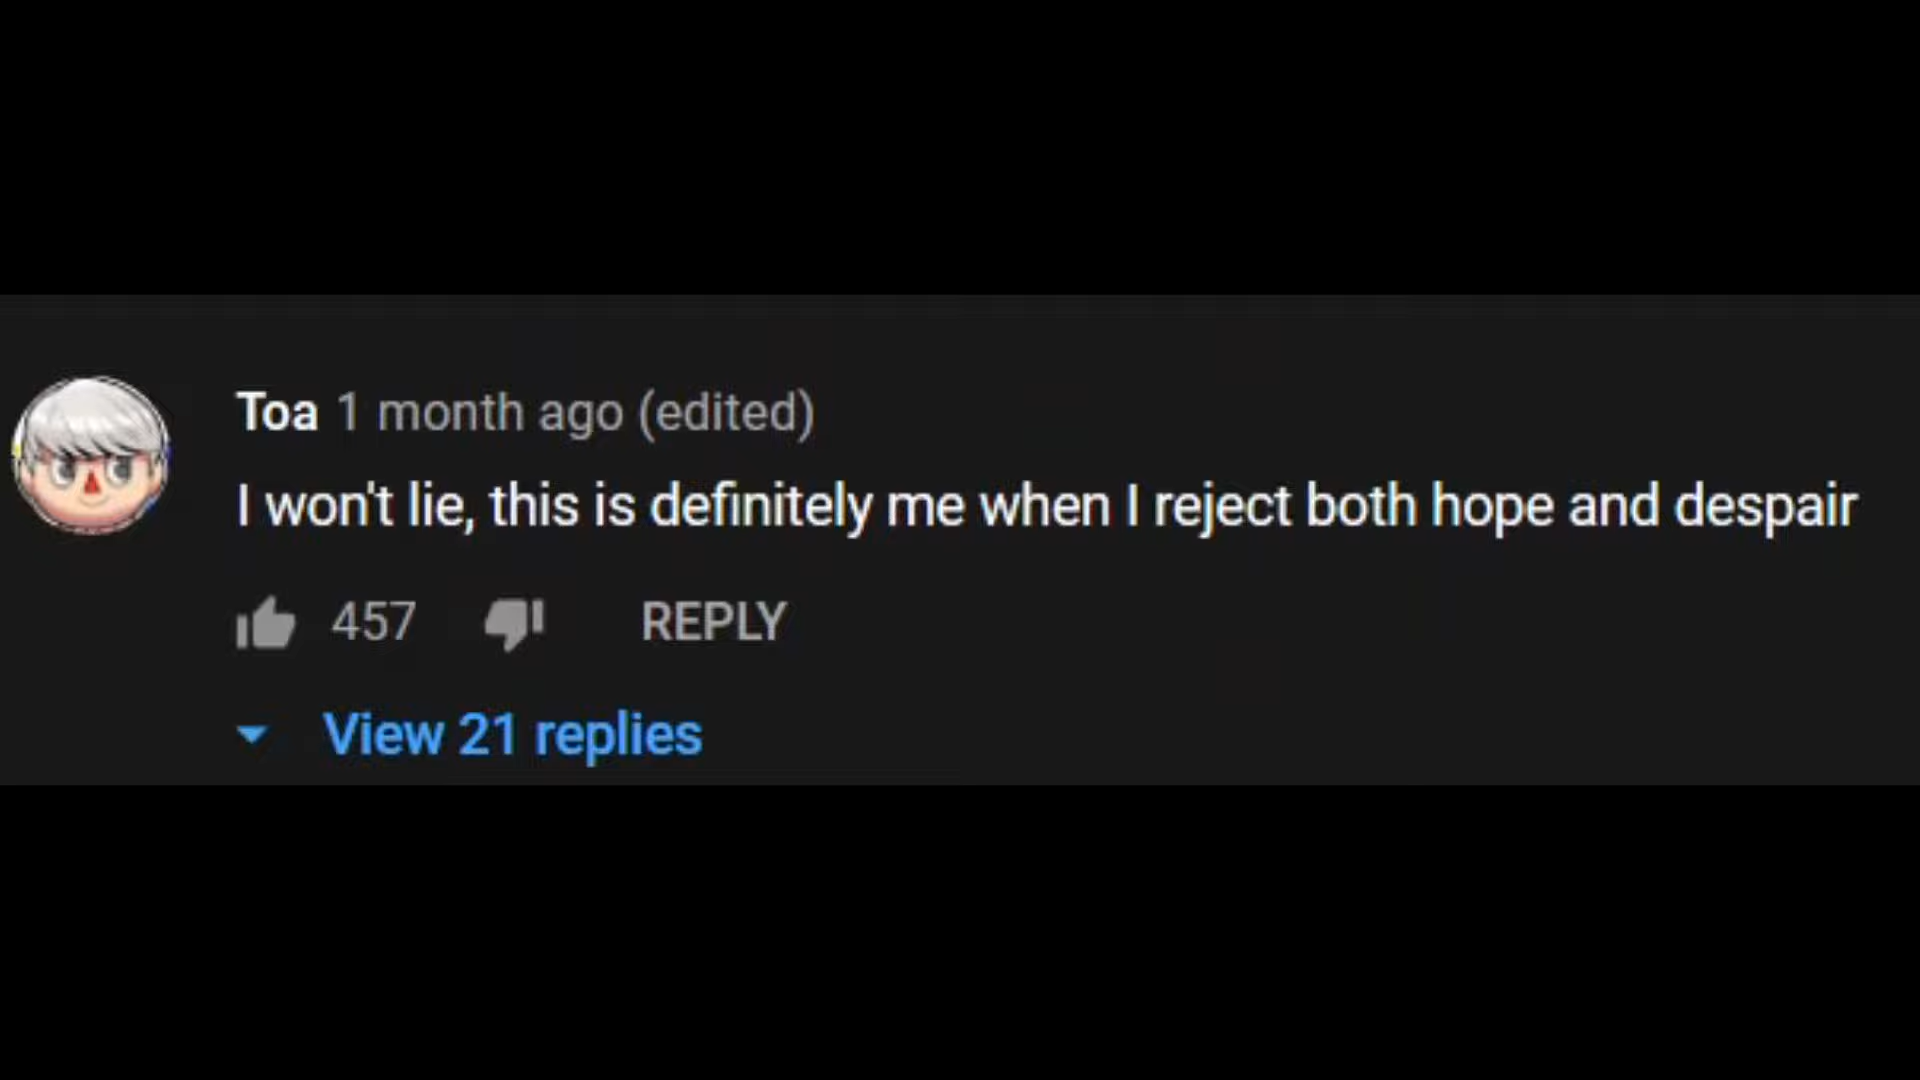 Toa 1 month ago (edited)
I won't lie, this is definitely me when I reject both hope and despair
457 REPLY
View 21 replies